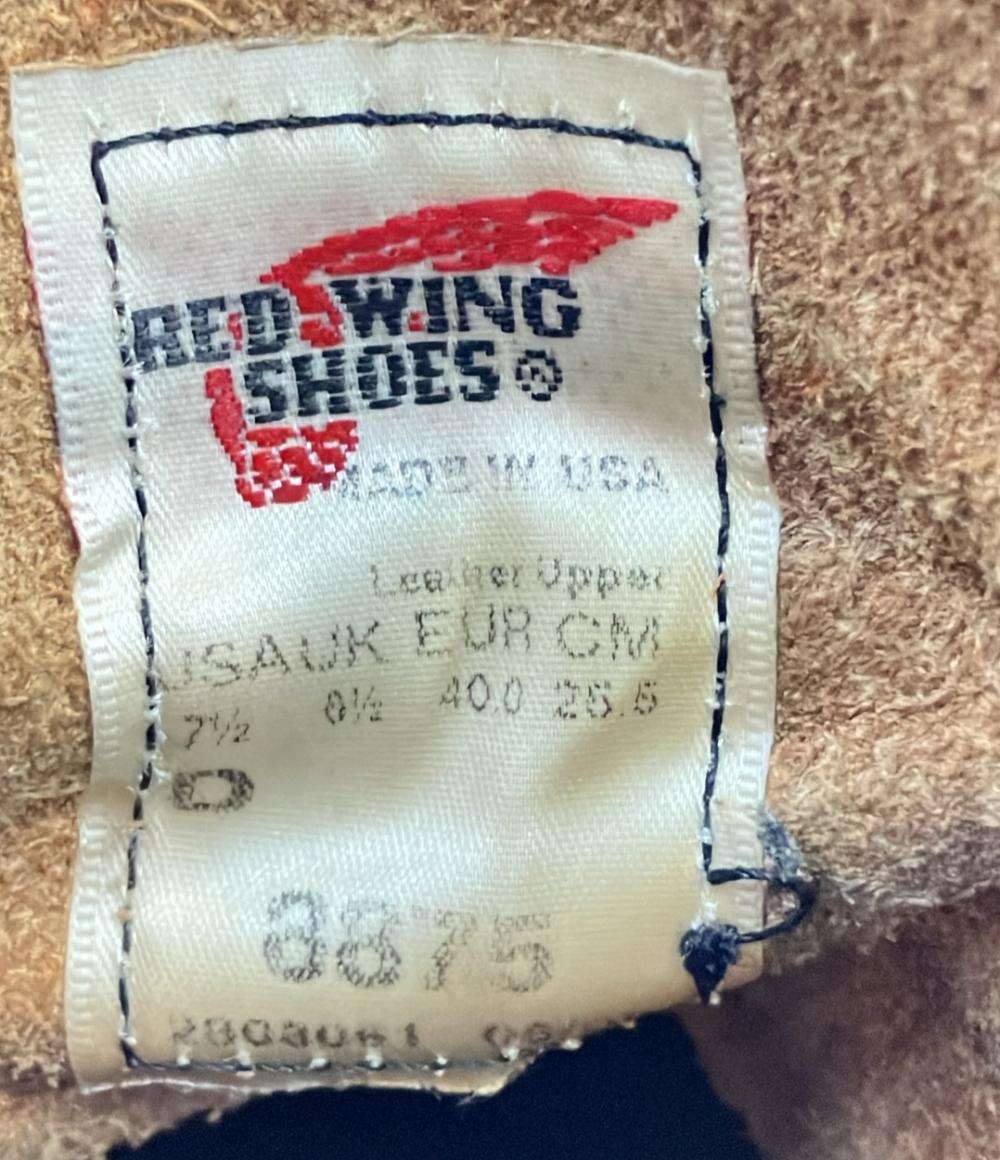 RED WING
SHOES®
MADE IN USA
Leather Upper
USA UK EUR CM
7½ 6½ 40.0 25.5
D
8875